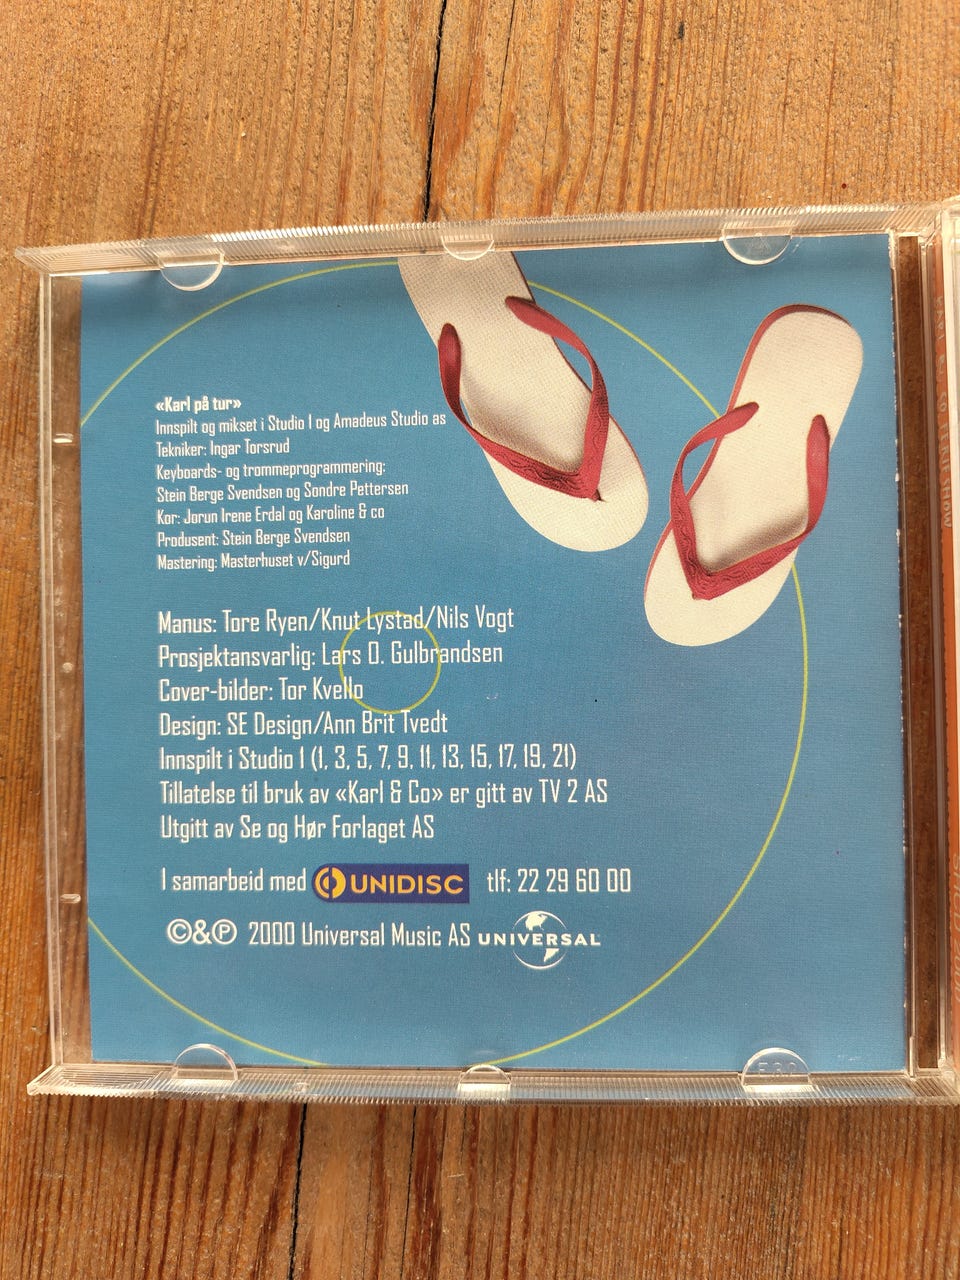 «Karl på tur»
Innspilt og mikset i Studio 1 og Amadeus Studio as
Tekniker: Ingar Torsrud
Keyboards- og trommeprogrammering:
Stein Berge Svendsen og Sondre Pettersen
Kor: Jorun Irene Erdal og Karoline & co
Produsent: Stein Berge Svendsen
Mastering: Masterhuset v/Sigurd
Manus: Tore Ryen/Knut Lystad/Nils Vogt
Prosjektansvarlig: Lars O. Gulbrandsen
Cover-bilder: Tor Kvello
Design: SE Design/Ann Brit Tvedt
Innspilt i Studio 1 (1, 3, 5, 7, 9, 11, 13, 15, 17, 19, 21)
Tillatelse til bruk av «Karl & Co» er gitt av TV 2 AS
Utgitt av Se og Hør Forlaget AS
I samarbeid med UNIDISC tlf: 22 29 60 00
©&℗ 2000 Universal Music AS UNIVERSAL